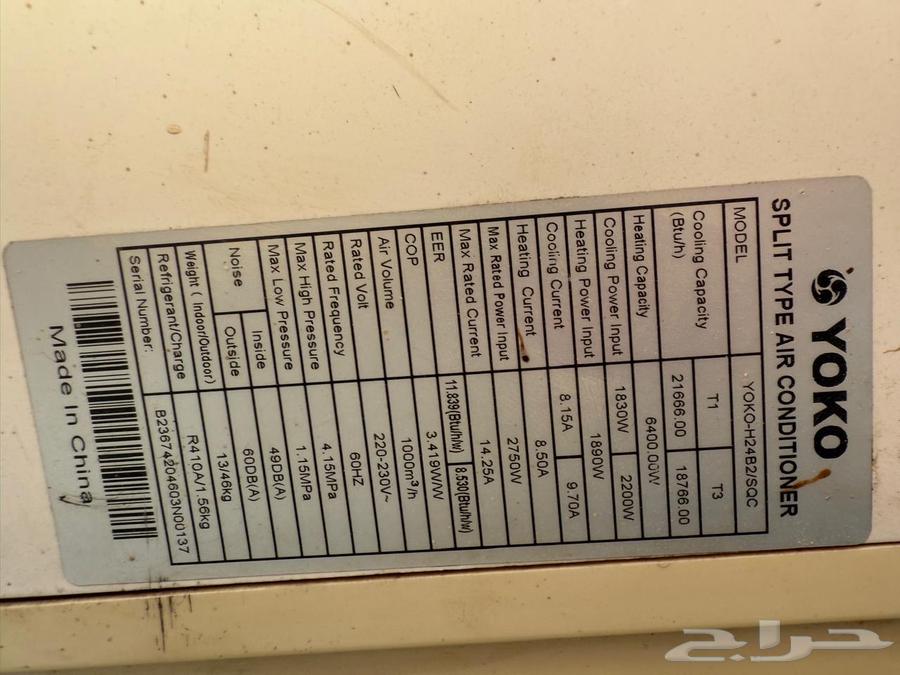 YOKO
SPLIT TYPE AIR CONDITIONER
MODEL YOKO-H24B2/SQC
Cooling Capacity (Btu/h) T1 T3
21666.00 18766.00
Heating Capacity 6400.00W
Cooling Power Input 1830W 2200W
Heating Power Input 1890W
Cooling Current 8.15A 9.70A
Heating Current 8.50A
Max Rated Power Input 2750W
Max Rated Current 14.25A
EER 11.839(Btu/h/w) 8.530(Btu/h/w)
COP 3.419W/W
Air Volume 1000m³/h
Rated Volt 220-230V~
Rated Frequency 60HZ
Max High Pressure 4.15MPa
Max Low Pressure 1.15MPa
Noise Inside 49DB(A)
Outside 60DB(A)
Weight ( Indoor/Outdoor) 13/46kg
Refrigerant/Charge R410A/1.56kg
Serial Number: B23674204603N00137
Made In China
حراج